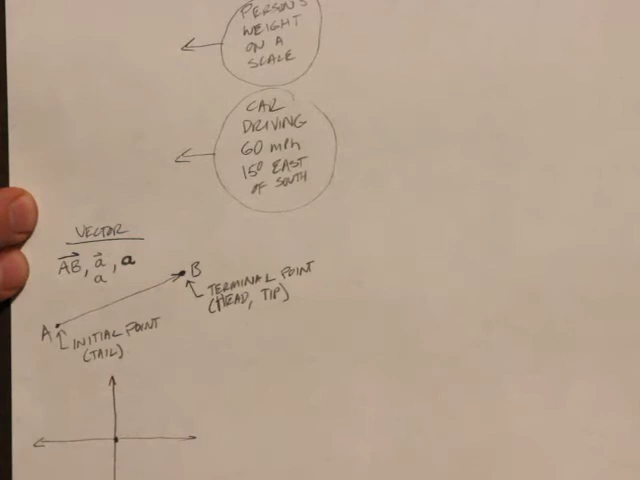 PERSON'S
WEIGHT
ON A
SCALE
CAR
DRIVING
60 mph
15° EAST
OF SOUTH
VECTOR
AB, a, a
a
B
TERMINAL POINT
(HEAD, TIP)
A
INITIAL POINT
(TAIL)